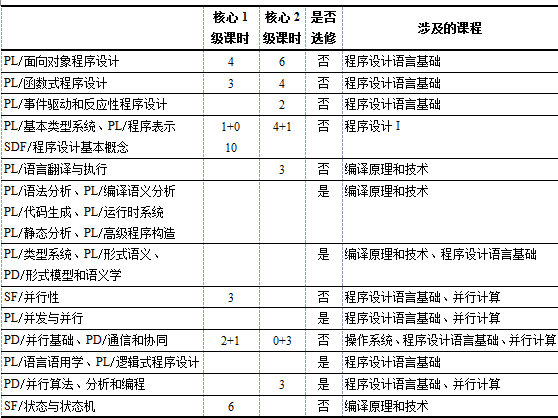 核心 1 级课时 核心 2 级课时 是否选修 涉及的课程
PL/面向对象程序设计 4 6 否 程序设计语言基础
PL/函数式程序设计 3 4 否 程序设计语言基础
PL/事件驱动和反应性程序设计 2 否 程序设计语言基础
PL/基本类型系统、PL/程序表示 1+0 4+1 否 程序设计 I
SDF/程序设计基本概念 10
PL/语言翻译与执行 3 否 编译原理和技术
PL/语法分析、PL/编译语义分析 是 编译原理和技术
PL/代码生成、PL/运行时系统
PL/静态分析、PL/高级程序构造
PL/类型系统、PL/形式语义、 是 编译原理和技术、程序设计语言基础
PD/形式模型和语义学
SF/并行性 3 否 程序设计语言基础、并行计算
PL/并发与并行 是 程序设计语言基础、并行计算
PD/并行基础、PD/通信和协同 2+1 0+3 否 操作系统、程序设计语言基础、并行计算
PL/语言语用学、PL/逻辑式程序设计 是 程序设计语言基础
PD/并行算法、分析和编程 3 是 程序设计语言基础、并行计算
SF/状态与状态机 6 否 编译原理和技术